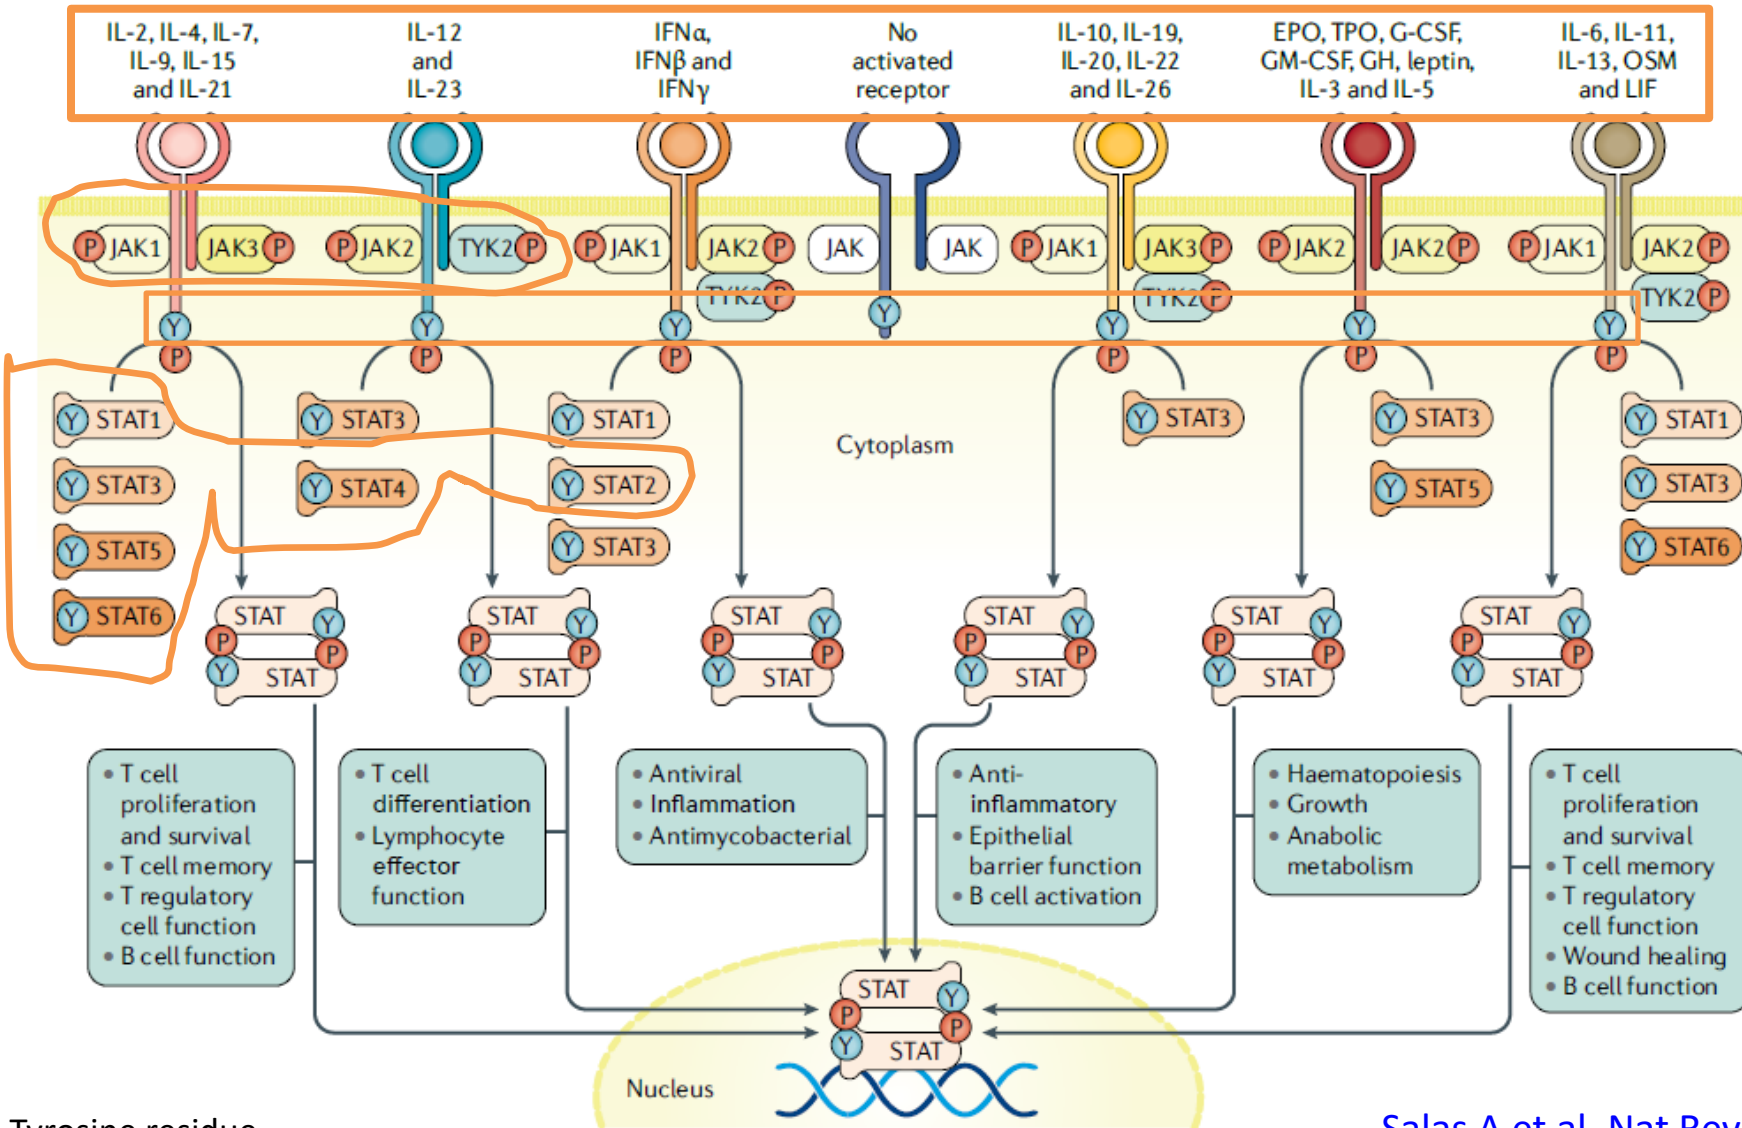 IL-2, IL-4, IL-7,
IL-9, IL-15
and IL-21
IL-12
and
IL-23
IFNα,
IFNβ and
IFNγ
No
activated
receptor
IL-10, IL-19,
IL-20, IL-22
and IL-26
EPO, TPO, G-CSF,
GM-CSF, GH, leptin,
IL-3 and IL-5
IL-6, IL-11,
IL-13, OSM
and LIF
P JAK1 JAK3 P
P JAK2 TYK2 P
P JAK1 JAK2 P
TYK2 P
JAK JAK
P JAK1 JAK3 P
TYK2 P
P JAK2 JAK2 P
P JAK1 JAK2 P
TYK2 P
Y
P
Y
P
Y
P
Y
Y
P
Y
P
Y
P
Y STAT1
Y STAT3
Y STAT5
Y STAT6
Y STAT3
Y STAT4
Y STAT1
Y STAT2
Y STAT3
Cytoplasm
Y STAT3
Y STAT3
Y STAT5
Y STAT1
Y STAT3
Y STAT6
STAT Y
P P
Y STAT
STAT Y
P P
Y STAT
STAT Y
P P
Y STAT
STAT Y
P P
Y STAT
STAT Y
P P
Y STAT
STAT Y
P P
Y STAT
• T cell
proliferation
and survival
• T cell memory
• T regulatory
cell function
• B cell function
• T cell
differentiation
• Lymphocyte
effector
function
• Antiviral
• Inflammation
• Antimycobacterial
• Anti-
inflammatory
• Epithelial
barrier function
• B cell activation
• Haematopoiesis
• Growth
• Anabolic
metabolism
• T cell
proliferation
and survival
• T cell memory
• T regulatory
cell function
• Wound healing
• B cell function
STAT Y
P P
Y STAT
Nucleus
Tyrosine residue
Salas A et al. Nat Rev